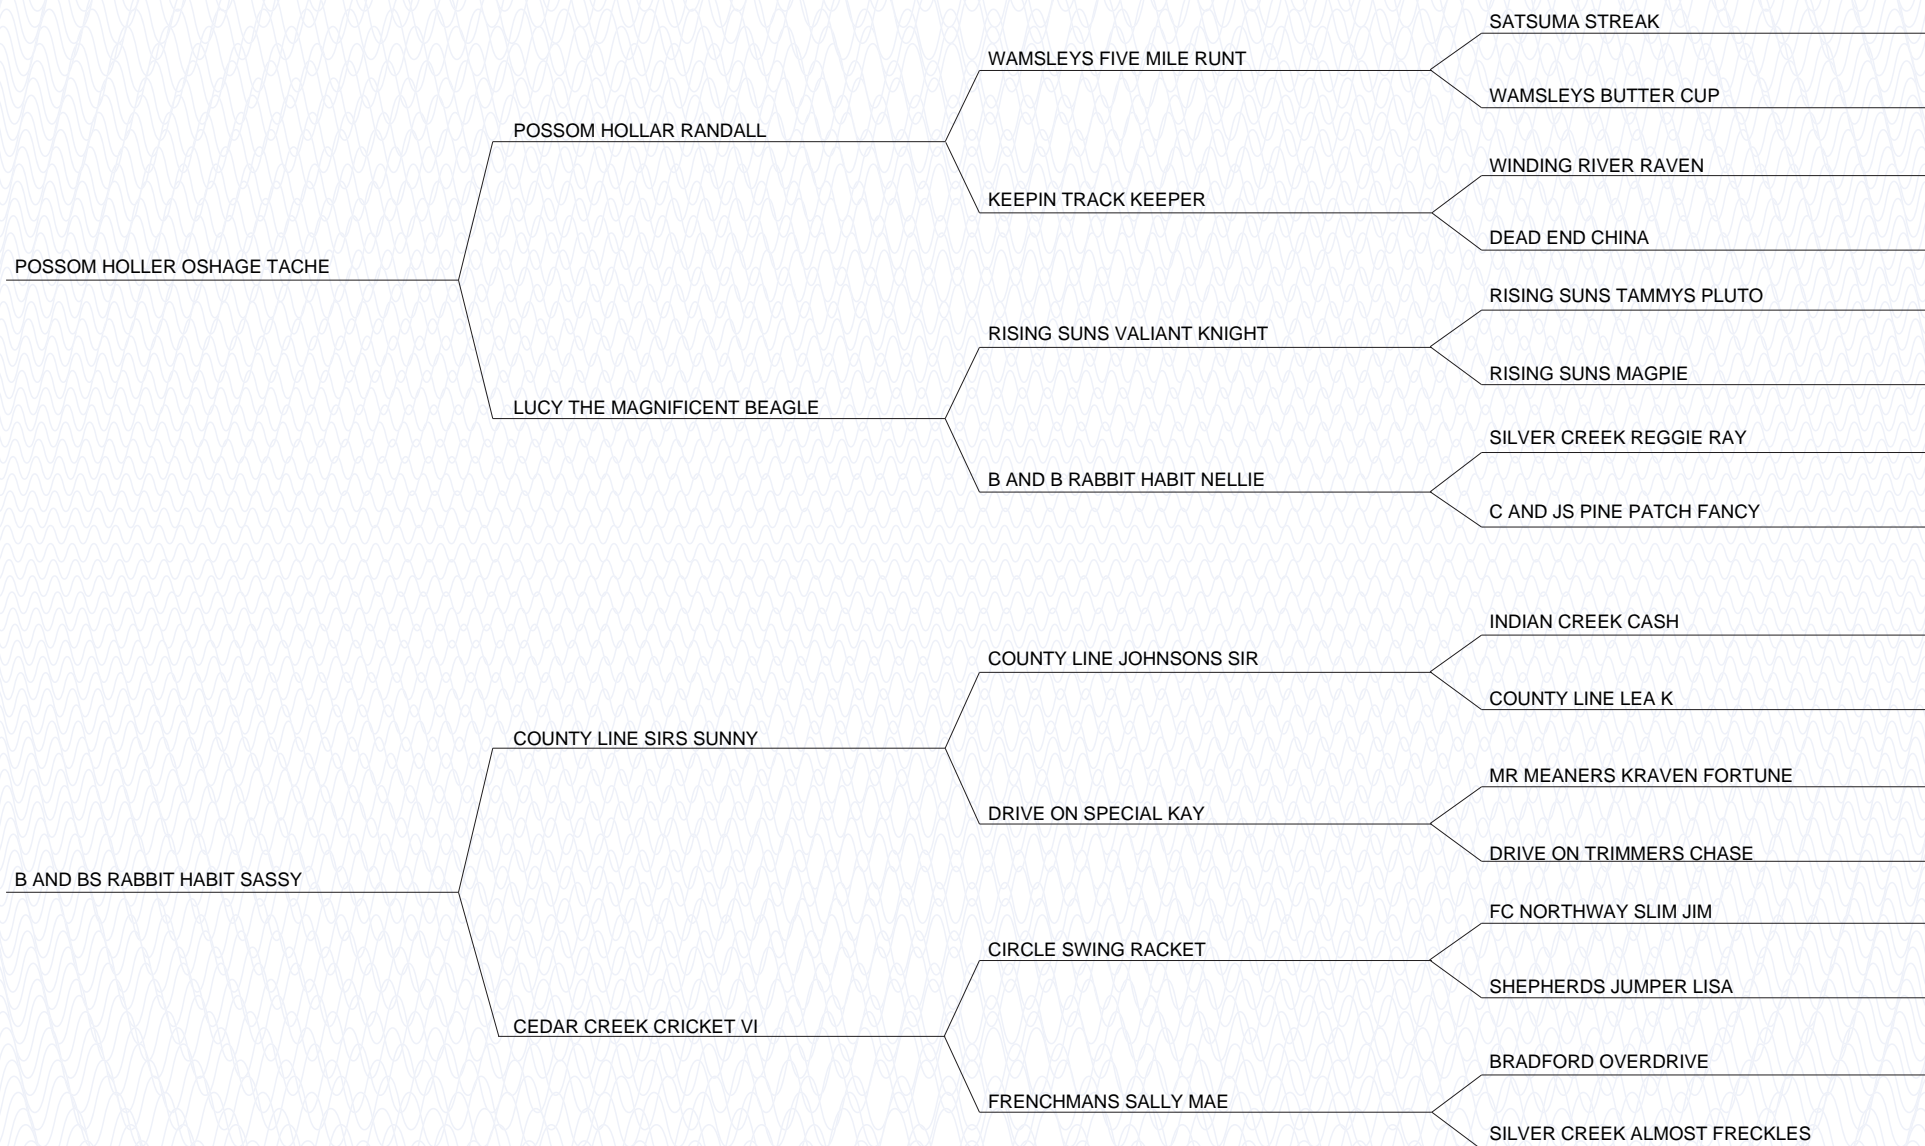 SATSUMA STREAK
WAMSLEYS FIVE MILE RUNT
WAMSLEYS BUTTER CUP
POSSOM HOLLAR RANDALL
WINDING RIVER RAVEN
KEEPIN TRACK KEEPER
DEAD END CHINA
POSSOM HOLLER OSHAGE TACHE
RISING SUNS TAMMYS PLUTO
RISING SUNS VALIANT KNIGHT
RISING SUNS MAGPIE
LUCY THE MAGNIFICENT BEAGLE
SILVER CREEK REGGIE RAY
B AND B RABBIT HABIT NELLIE
C AND JS PINE PATCH FANCY
INDIAN CREEK CASH
COUNTY LINE JOHNSONS SIR
COUNTY LINE LEA K
COUNTY LINE SIRS SUNNY
MR MEANERS KRAVEN FORTUNE
DRIVE ON SPECIAL KAY
DRIVE ON TRIMMERS CHASE
B AND BS RABBIT HABIT SASSY
FC NORTHWAY SLIM JIM
CIRCLE SWING RACKET
SHEPHERDS JUMPER LISA
CEDAR CREEK CRICKET VI
BRADFORD OVERDRIVE
FRENCHMANS SALLY MAE
SILVER CREEK ALMOST FRECKLES